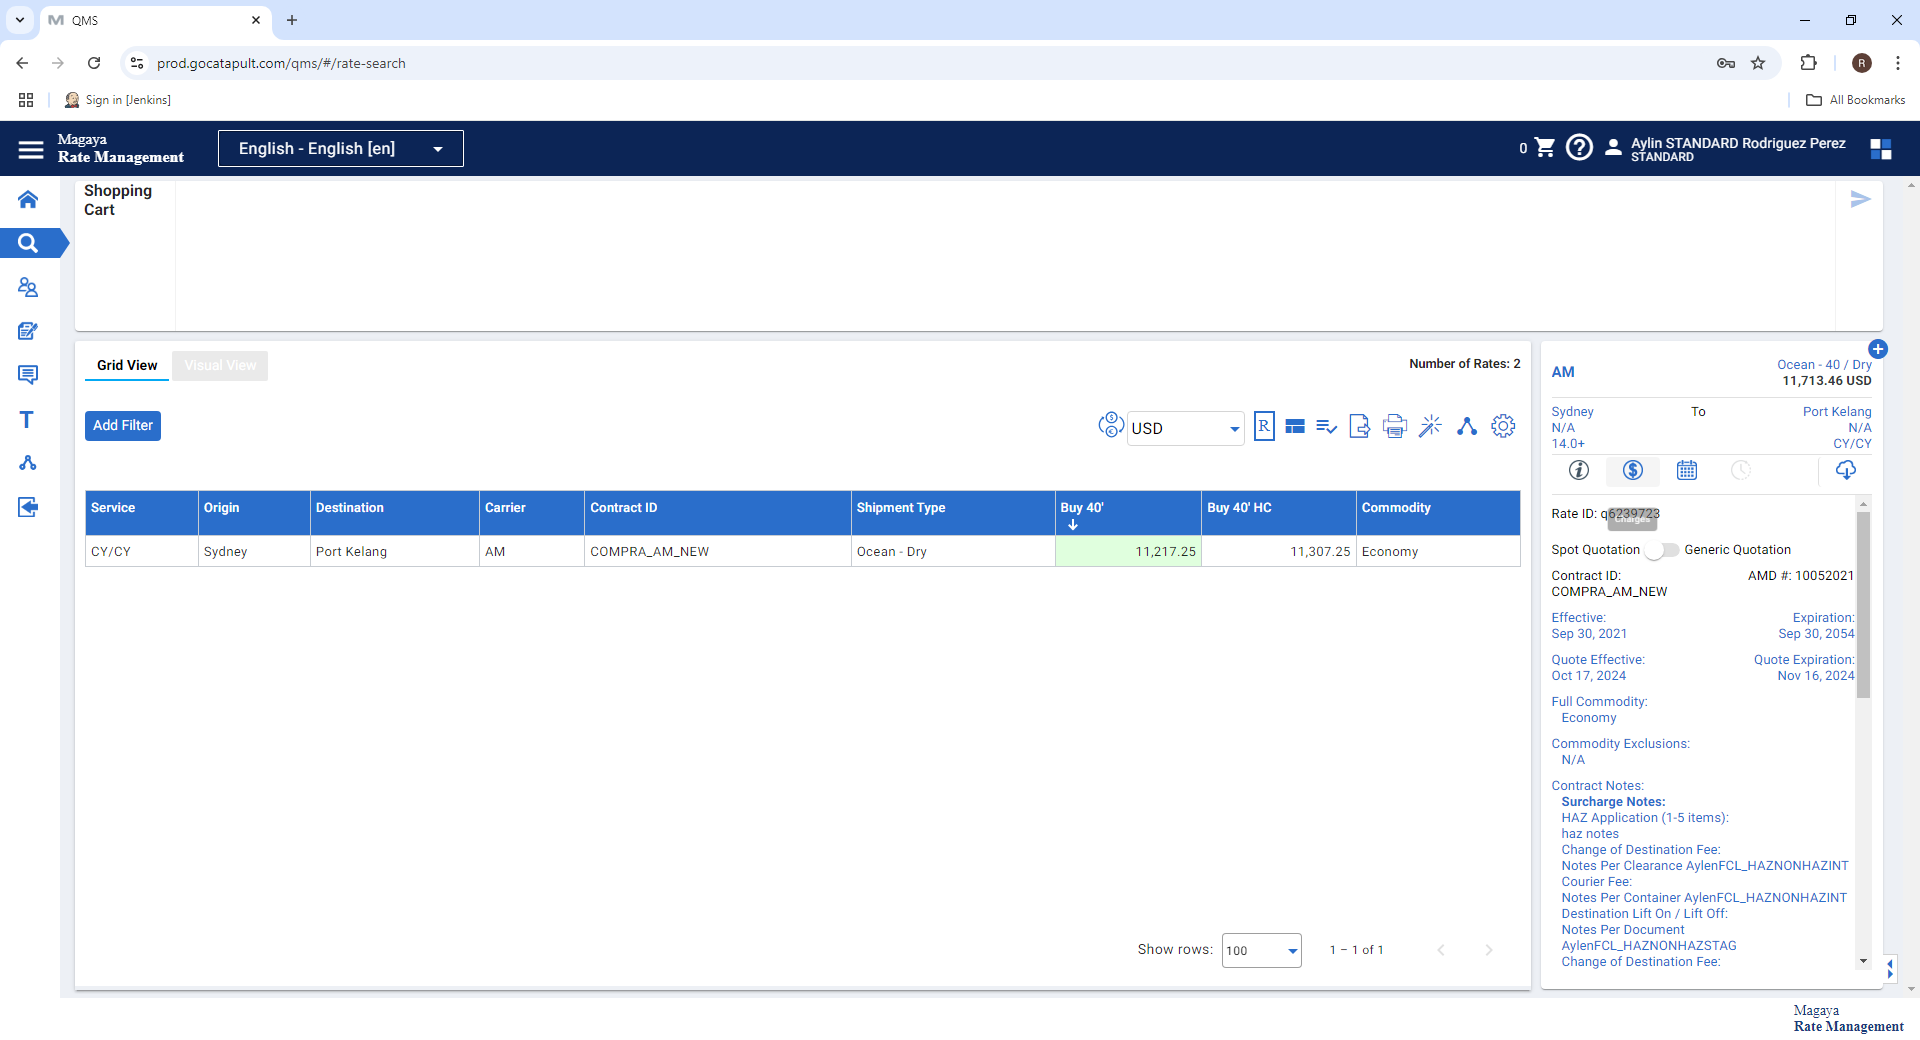 QMS
prod.gocatapult.com/qms/#/rate-search
R
Sign in [Jenkins]
All Bookmarks
Magaya
Rate Management
English - English [en]
0
Aylin STANDARD Rodriguez Perez
STANDARD
Shopping
Cart
Grid View
Visual View
Number of Rates: 2
Add Filter
USD
R
Service
Origin
Destination
Carrier
Contract ID
Shipment Type
Buy 40'
Buy 40' HC
Commodity
CY/CY
Sydney
Port Kelang
AM
COMPRA_AM_NEW
Ocean - Dry
11,217.25
11,307.25
Economy
Show rows:
100
1 – 1 of 1
AM
Ocean - 40 / Dry
11,713.46 USD
Sydney
To
Port Kelang
N/A
N/A
14.0+
CY/CY
Rate ID: q6239723
Charges
Spot Quotation
Generic Quotation
Contract ID:
AMD #: 10052021
COMPRA_AM_NEW
Effective:
Expiration:
Sep 30, 2021
Sep 30, 2054
Quote Effective:
Quote Expiration:
Oct 17, 2024
Nov 16, 2024
Full Commodity:
Economy
Commodity Exclusions:
N/A
Contract Notes:
Surcharge Notes:
HAZ Application (1-5 items):
haz notes
Change of Destination Fee:
Notes Per Clearance AylenFCL_HAZNONHAZINT
Courier Fee:
Notes Per Container AylenFCL_HAZNONHAZINT
Destination Lift On / Lift Off:
Notes Per Document
AylenFCL_HAZNONHAZSTAG
Change of Destination Fee:
Magaya
Rate Management